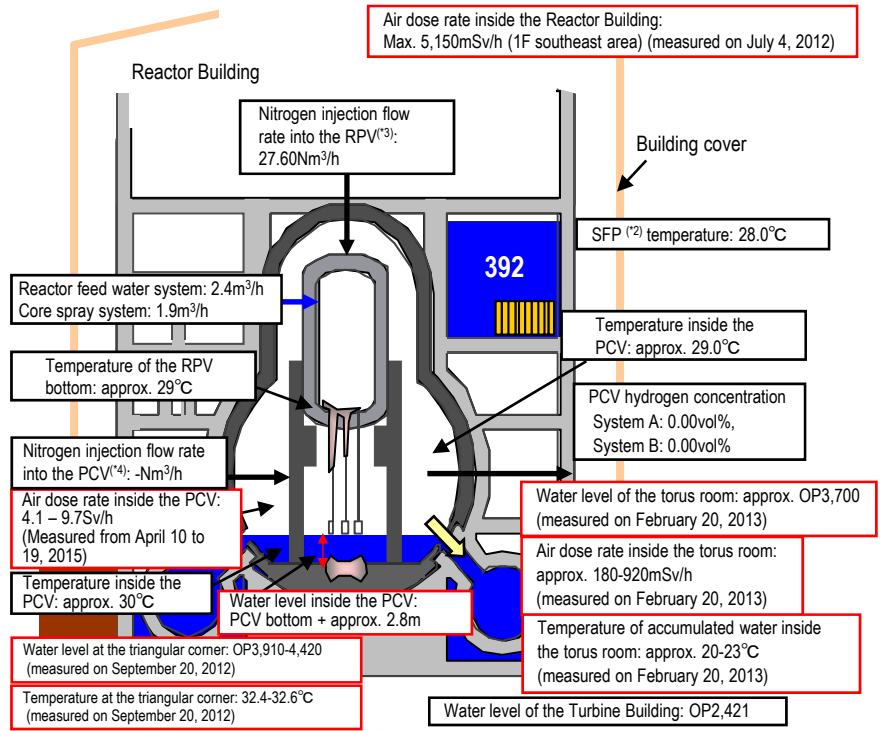 Air dose rate inside the Reactor Building:
Max. 5,150mSv/h (1F southeast area) (measured on July 4, 2012)
Reactor Building
Nitrogen injection flow
rate into the RPV(*3):
27.60Nm3/h
Building cover
SFP (*2) temperature: 28.0℃
392
Reactor feed water system: 2.4m3/h
Core spray system: 1.9m3/h
Temperature inside the
PCV: approx. 29.0℃
Temperature of the RPV
bottom: approx. 29℃
PCV hydrogen concentration
System A: 0.00vol%,
System B: 0.00vol%
Nitrogen injection flow rate
into the PCV(*4): -Nm3/h
Air dose rate inside the PCV:
4.1 – 9.7Sv/h
(Measured from April 10 to
19, 2015)
Water level of the torus room: approx. OP3,700
(measured on February 20, 2013)
Air dose rate inside the torus room:
approx. 180-920mSv/h
(measured on February 20, 2013)
Temperature inside the
PCV: approx. 30℃
Water level inside the PCV:
PCV bottom + approx. 2.8m
Temperature of accumulated water inside
the torus room: approx. 20-23℃
(measured on February 20, 2013)
Water level at the triangular corner: OP3,910-4,420
(measured on September 20, 2012)
Temperature at the triangular corner: 32.4-32.6℃
(measured on September 20, 2012)
Water level of the Turbine Building: OP2,421